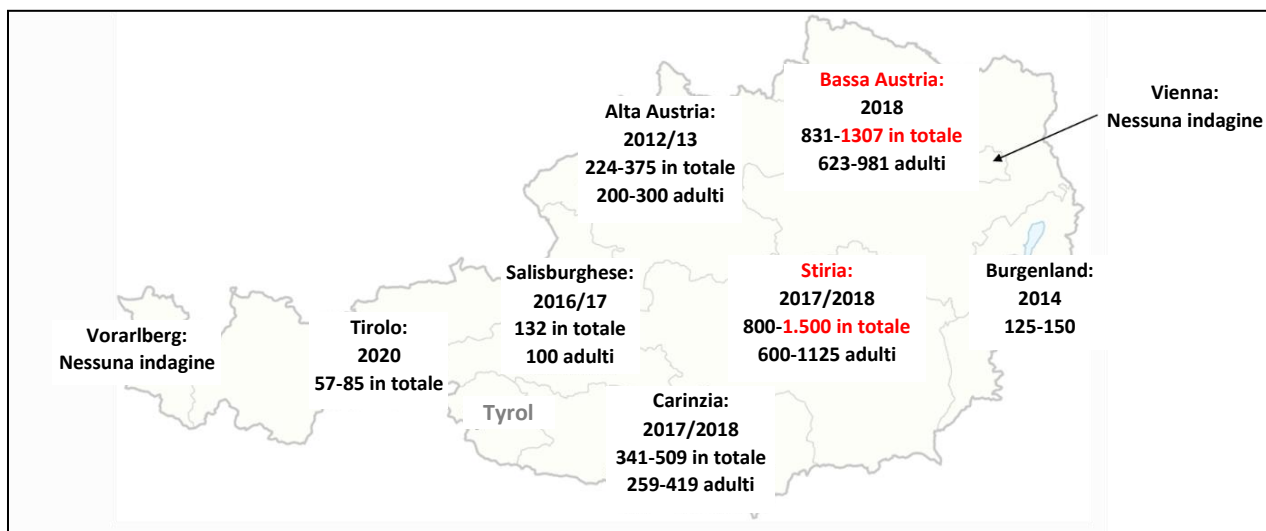 Bassa Austria:
2018
831-1307 in totale
623-981 adulti
Vienna:
Nessuna indagine
Alta Austria:
2012/13
224-375 in totale
200-300 adulti
Salisburghese:
2016/17
132 in totale
100 adulti
Stiria:
2017/2018
800-1.500 in totale
600-1125 adulti
Burgenland:
2014
125-150
Vorarlberg:
Nessuna indagine
Tirolo:
2020
57-85 in totale
Tyrol
Carinzia:
2017/2018
341-509 in totale
259-419 adulti